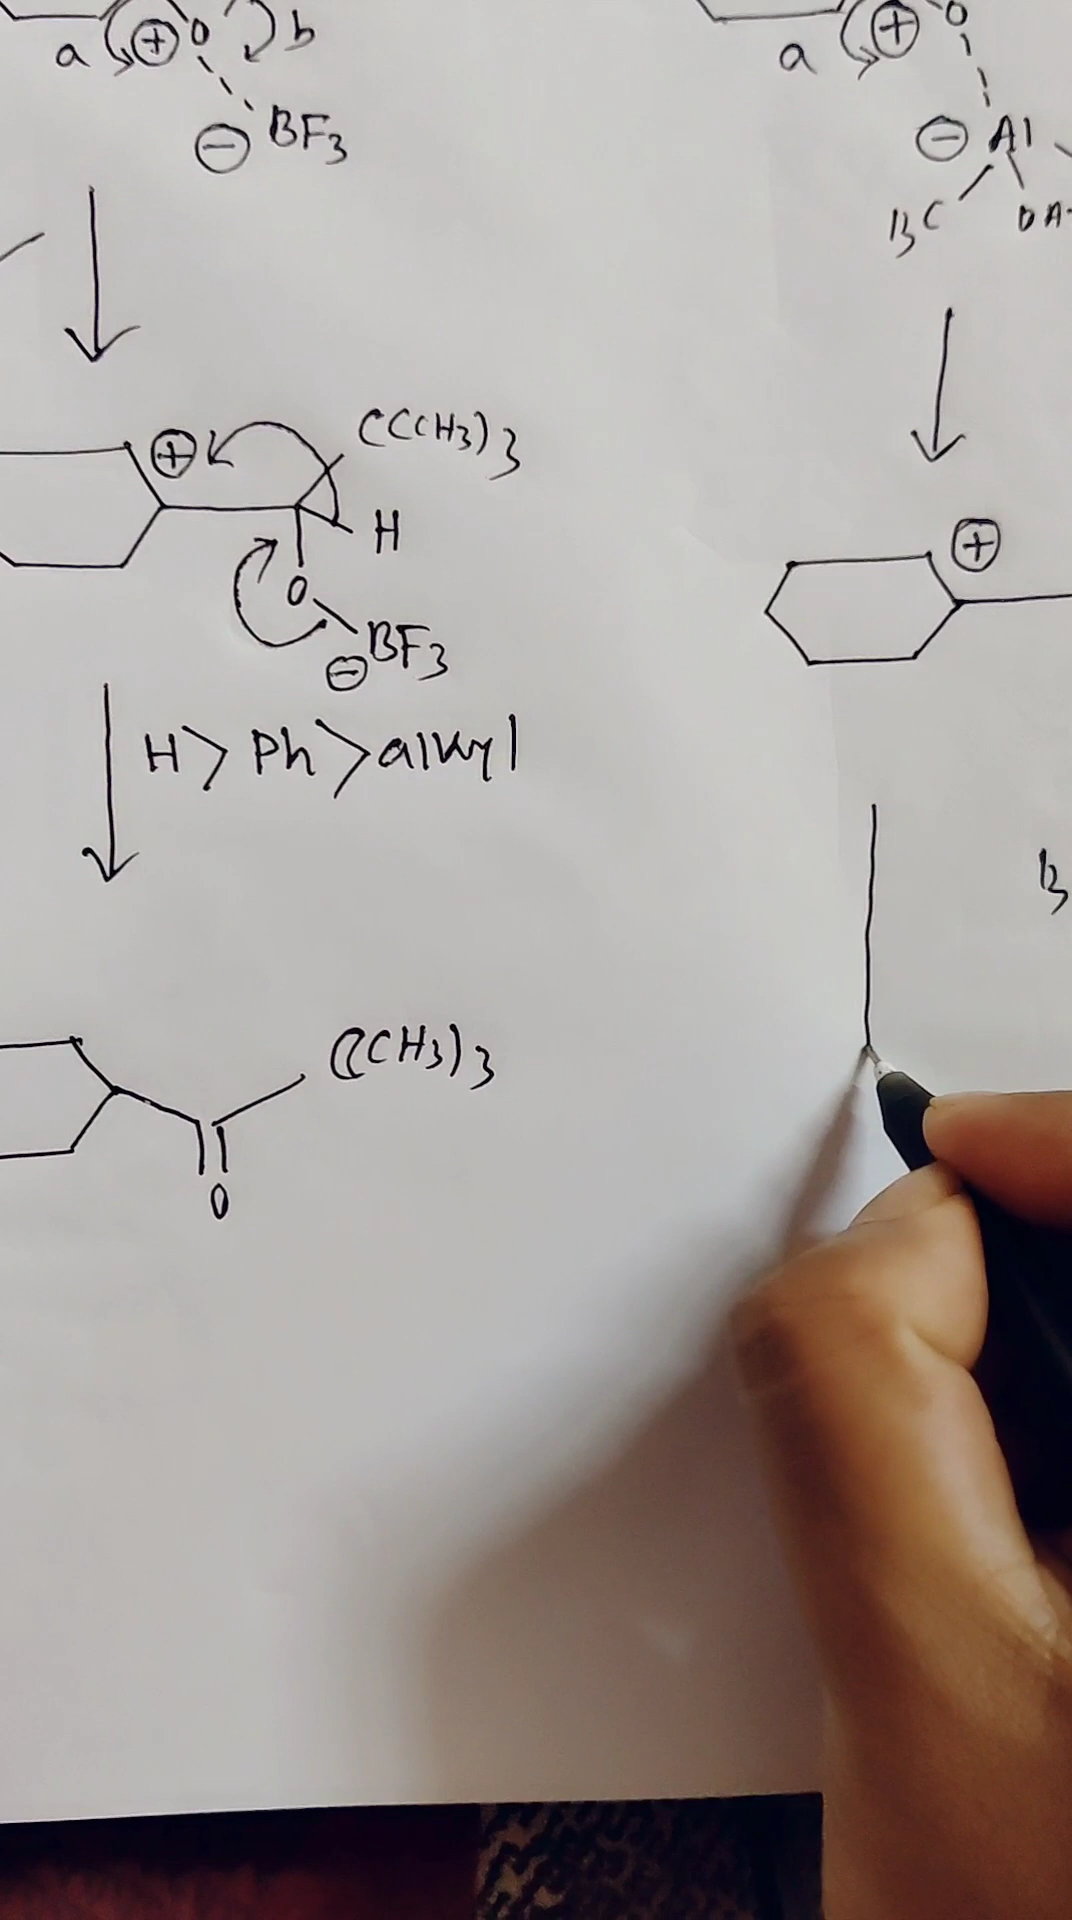 a ⊕ O b
⊖ BF3
a ⊕ O
⊖ Al
⊕ C(CH3)3
H
O
⊖ BF3
⊕
H > Ph > alkyl
C(CH3)3
O